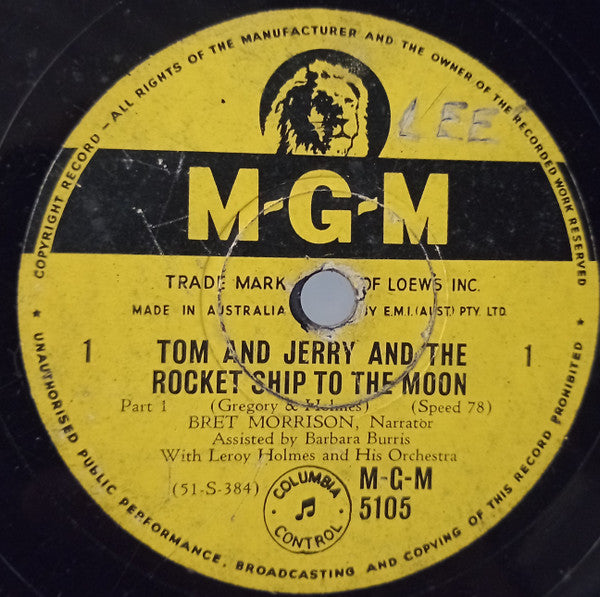 COPYRIGHT RECORD — ALL RIGHTS OF THE MANUFACTURER AND THE OWNER OF THE RECORDED WORK RESERVED
LEE
M-G-M
TRADE MARK OF LOEWS INC.
MADE IN AUSTRALIA BY E.M.I.(AUST) PTY. LTD.
1 TOM AND JERRY AND THE 1
ROCKET SHIP TO THE MOON
Part 1 (Gregory & Holmes) (Speed 78)
BRET MORRISON, Narrator
Assisted by Barbara Burris
With Leroy Holmes and His Orchestra
(51-S-384) COLUMBIA CONTROL M-G-M
5105
★ UNAUTHORISED PUBLIC PERFORMANCE, BROADCASTING AND COPYING OF THIS RECORD PROHIBITED ★